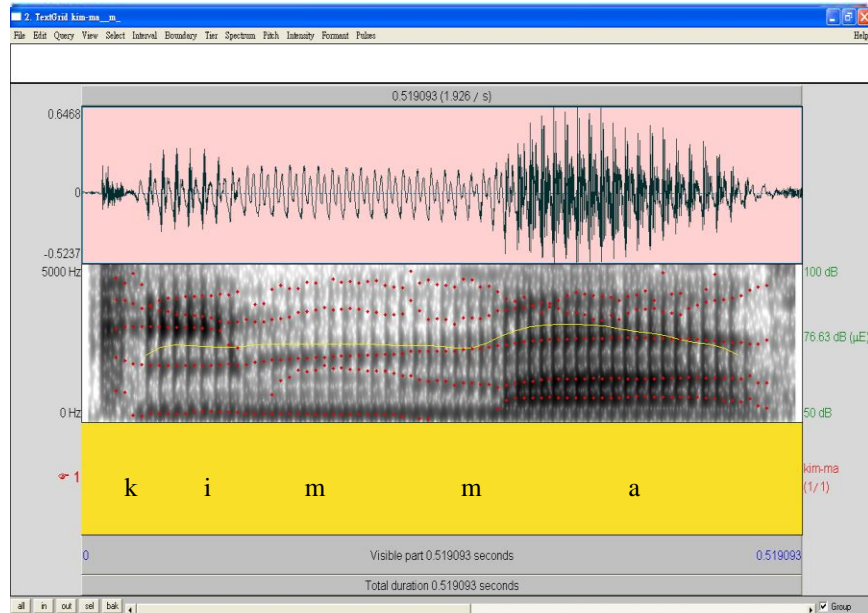 2. TextGrid kim-ma__m_
File Edit Query View Select Interval Boundary Tier Spectrum Pitch Intensity Formant Pulses Help
0.519093 (1.926 / s)
0.6468
0
-0.5237
5000 Hz 100 dB
76.63 dB (µE)
0 Hz 50 dB
1 k i m m a kim-ma
(1/1)
0 Visible part 0.519093 seconds 0.519093
Total duration 0.519093 seconds
all in out sel bak Group